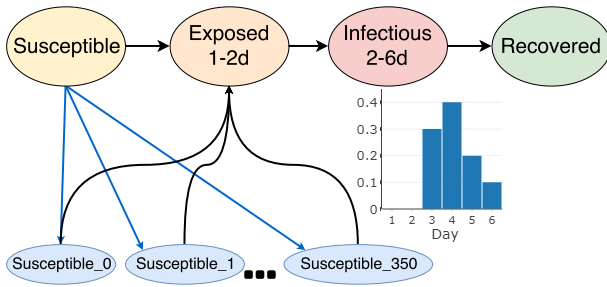 Susceptible
Exposed
1-2d
Infectious
2-6d
Recovered
0.4
0.3
0.2
0.1
0
1 2 3 4 5 6
Day
Susceptible_0
Susceptible_1
Susceptible_350